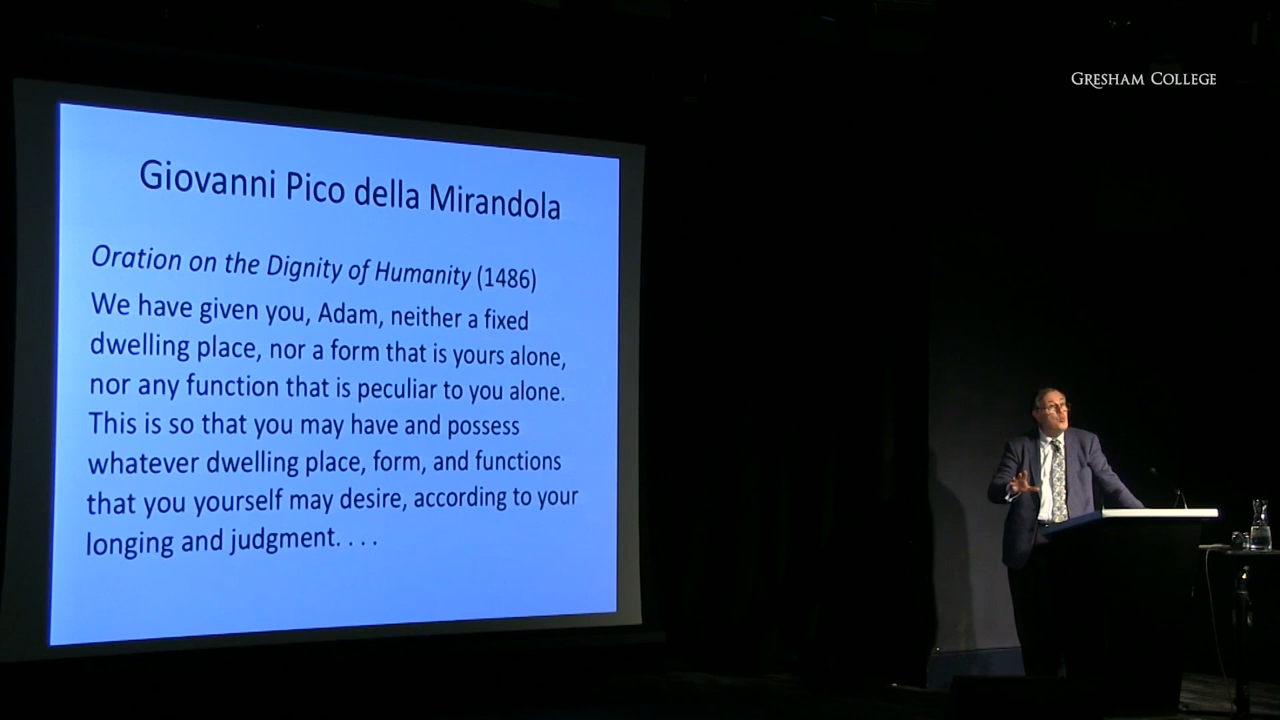 GRESHAM COLLEGE
Giovanni Pico della Mirandola
Oration on the Dignity of Humanity (1486)
We have given you, Adam, neither a fixed
dwelling place, nor a form that is yours alone,
nor any function that is peculiar to you alone.
This is so that you may have and possess
whatever dwelling place, form, and functions
that you yourself may desire, according to your
longing and judgment. . . .